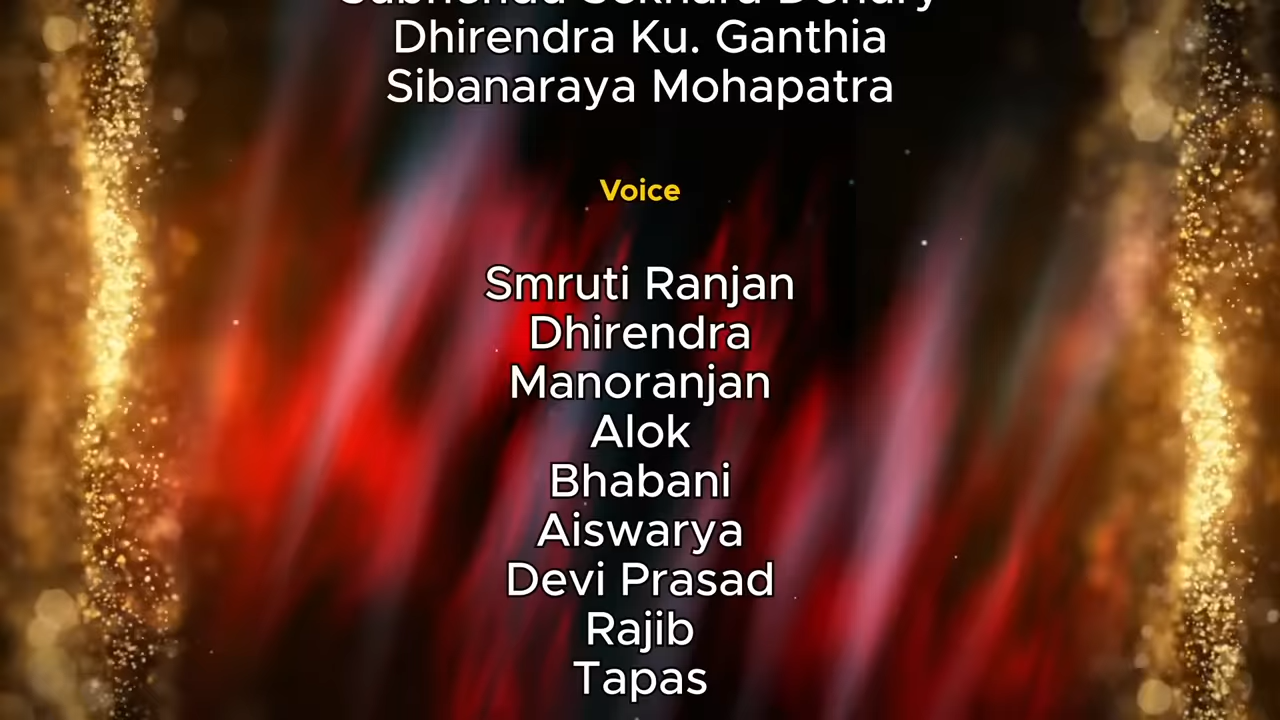 Dhirendra Ku. Ganthia
Sibanaraya Mohapatra
Voice
Smruti Ranjan
Dhirendra
Manoranjan
Alok
Bhabani
Aiswarya
Devi Prasad
Rajib
Tapas